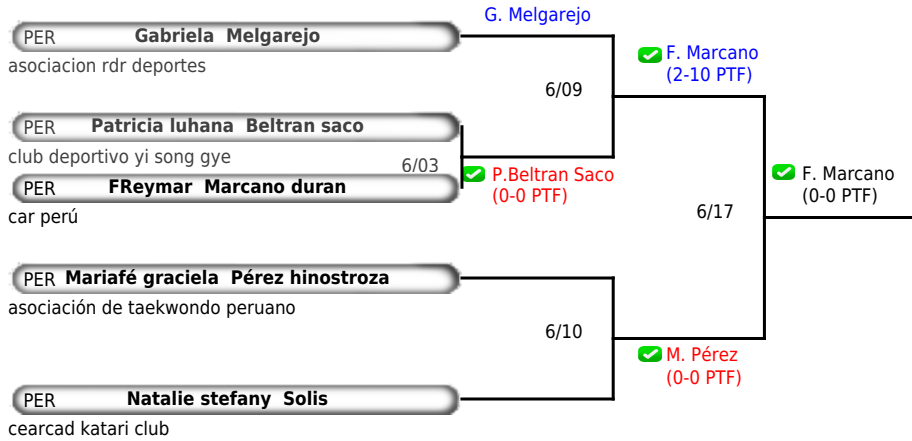 G. Melgarejo
PER Gabriela Melgarejo
asociacion rdr deportes
F. Marcano
(2-10 PTF)
6/09
PER Patricia luhana Beltran saco
club deportivo yi song gye
6/03
P.Beltran Saco
(0-0 PTF)
PER FReymar Marcano duran
car perú
F. Marcano
(0-0 PTF)
6/17
PER Mariafé graciela Pérez hinostroza
asociación de taekwondo peruano
6/10
M. Pérez
(0-0 PTF)
PER Natalie stefany Solis
cearcad katari club